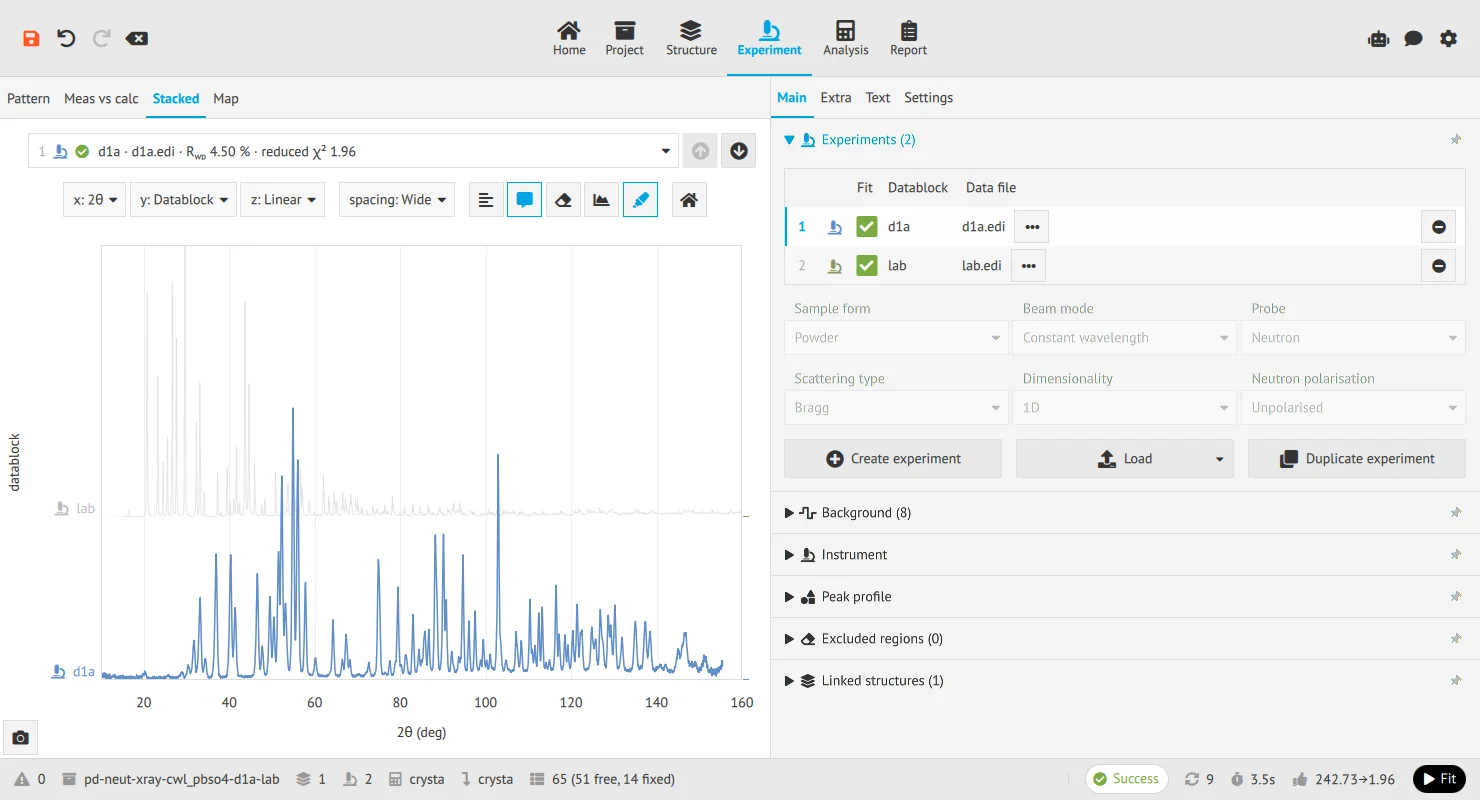 Home Project Structure Experiment Analysis Report
Pattern Meas vs calc Stacked Map
Main Extra Text Settings
1 d1a · d1a.edi · Rwp 4.50 % · reduced χ² 1.96
x: 2θ y: Datablock z: Linear spacing: Wide
datablock
lab
d1a
20 40 60 80 100 120 140 160
2θ (deg)
Experiments (2)
Fit Datablock Data file
1 d1a d1a.edi •••
2 lab lab.edi •••
Sample form Beam mode Probe
Powder Constant wavelength Neutron
Scattering type Dimensionality Neutron polarisation
Bragg 1D Unpolarised
Create experiment Load Duplicate experiment
Background (8)
Instrument
Peak profile
Excluded regions (0)
Linked structures (1)
0 pd-neut-xray-cwl_pbso4-d1a-lab 1 2 crysta crysta 65 (51 free, 14 fixed) Success 9 3.5s 242.73→1.96 Fit